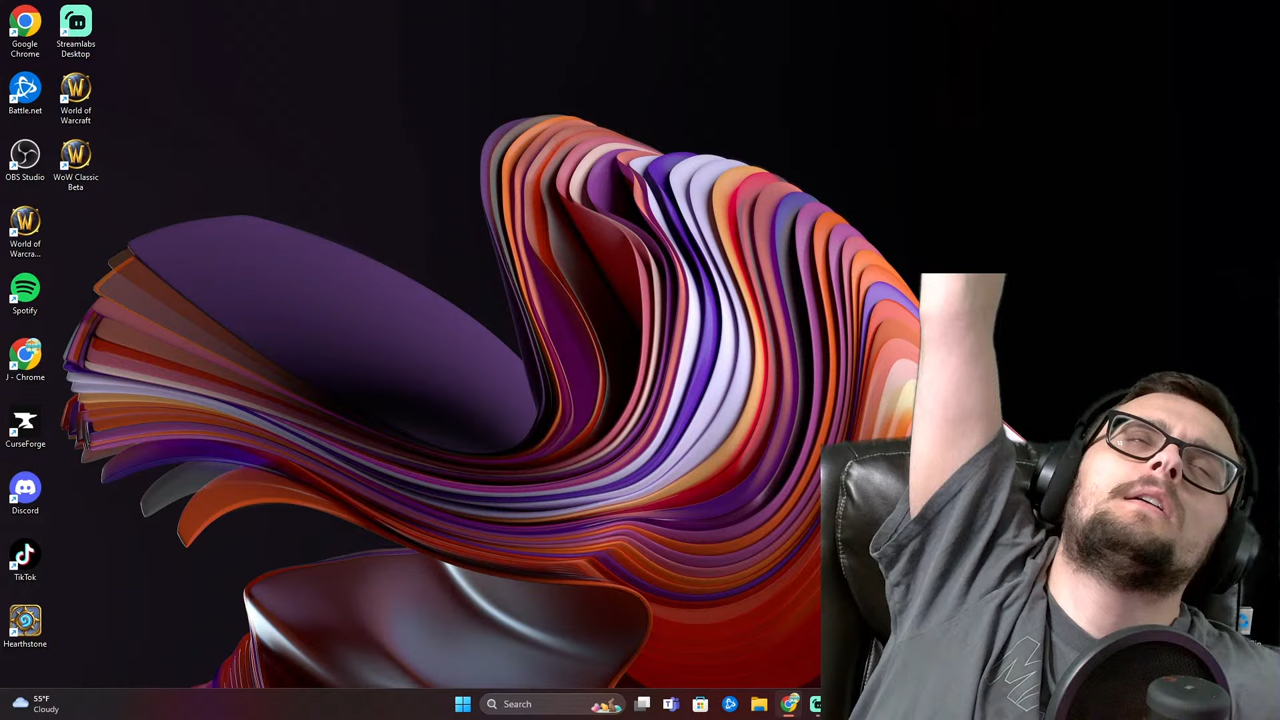 Google
Chrome
Streamlabs
Desktop
Battle.net
World of
Warcraft
OBS Studio
WoW Classic
Beta
World of
Warcra...
Spotify
J - Chrome
CurseForge
Discord
TikTok
Hearthstone
55°F
Cloudy
Search